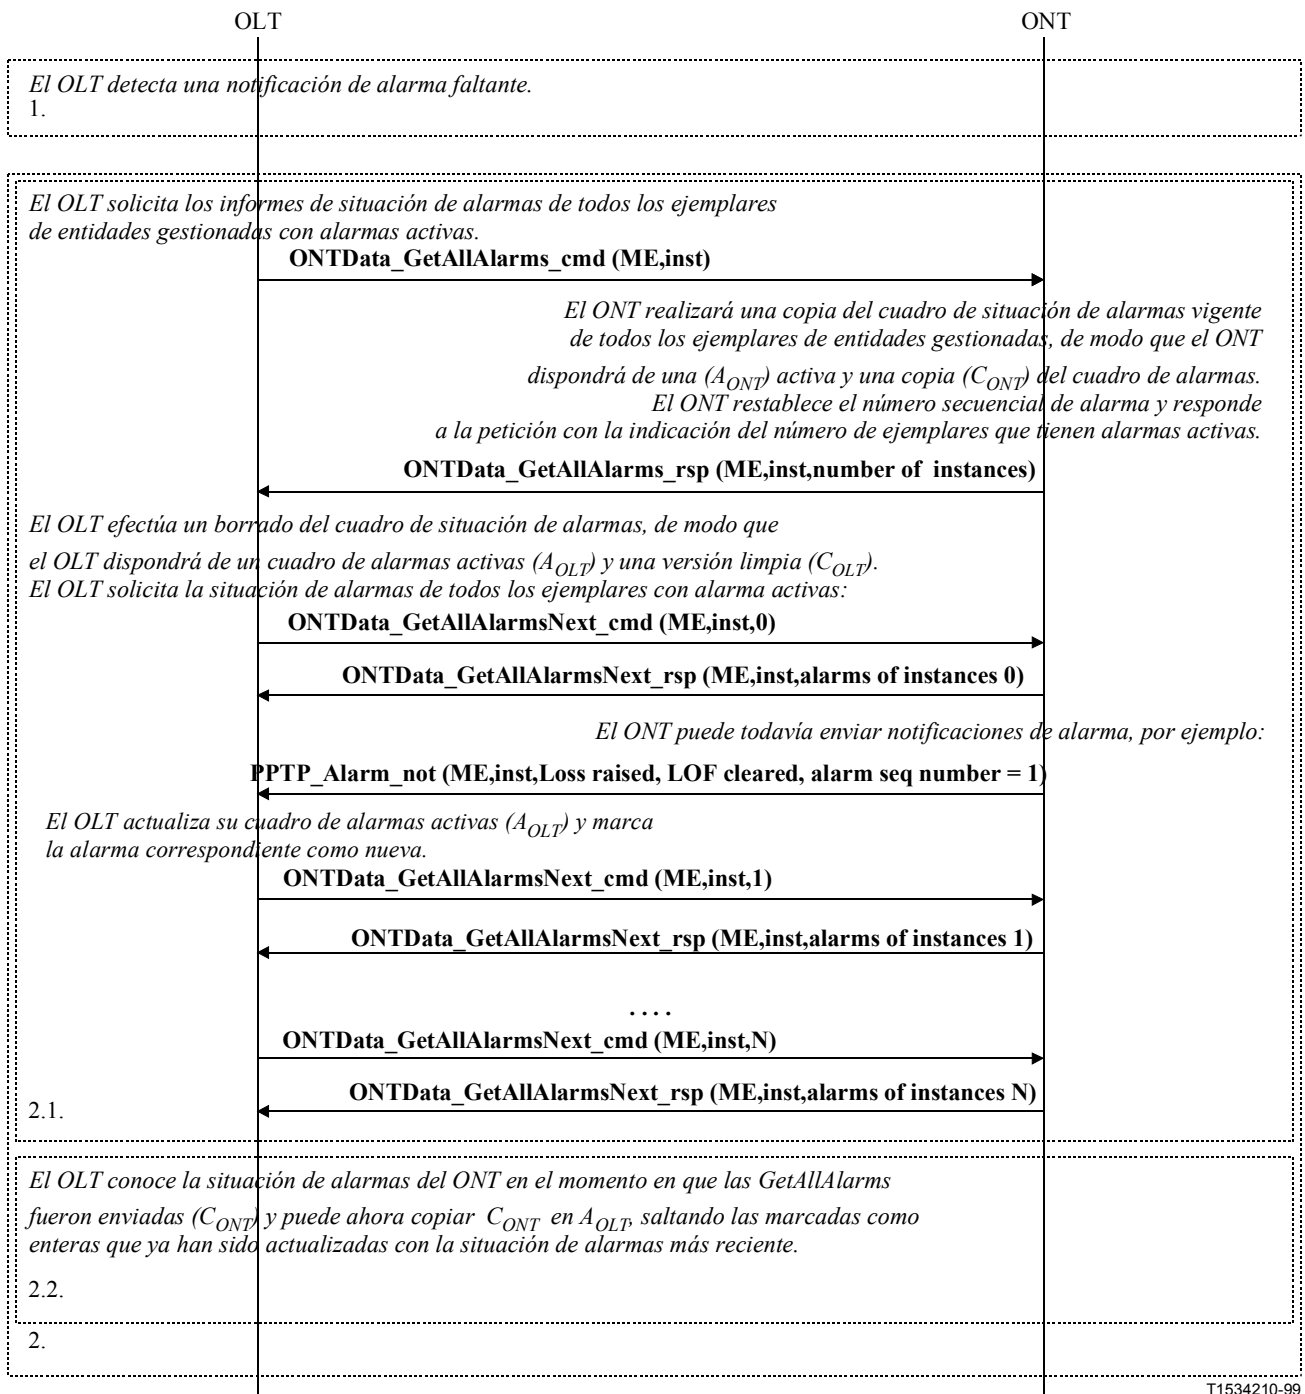 OLT ONT
El OLT detecta una notificación de alarma faltante.
1.
El OLT solicita los informes de situación de alarmas de todos los ejemplares
de entidades gestionadas con alarmas activas.
ONTData_GetAllAlarms_cmd (ME,inst)
El ONT realizará una copia del cuadro de situación de alarmas vigente
de todos los ejemplares de entidades gestionadas, de modo que el ONT
dispondrá de una (A_ONT) activa y una copia (C_ONT) del cuadro de alarmas.
El ONT restablece el número secuencial de alarma y responde
a la petición con la indicación del número de ejemplares que tienen alarmas activas.
ONTData_GetAllAlarms_rsp (ME,inst,number of instances)
El OLT efectúa un borrado del cuadro de situación de alarmas, de modo que
el OLT dispondrá de un cuadro de alarmas activas (A_OLT) y una versión limpia (C_OLT).
El OLT solicita la situación de alarmas de todos los ejemplares con alarma activas:
ONTData_GetAllAlarmsNext_cmd (ME,inst,0)
ONTData_GetAllAlarmsNext_rsp (ME,inst,alarms of instances 0)
El ONT puede todavía enviar notificaciones de alarma, por ejemplo:
PPTP_Alarm_not (ME,inst,Loss raised, LOF cleared, alarm seq number = 1)
El OLT actualiza su cuadro de alarmas activas (A_OLT) y marca
la alarma correspondiente como nueva.
ONTData_GetAllAlarmsNext_cmd (ME,inst,1)
ONTData_GetAllAlarmsNext_rsp (ME,inst,alarms of instances 1)
. . . .
ONTData_GetAllAlarmsNext_cmd (ME,inst,N)
ONTData_GetAllAlarmsNext_rsp (ME,inst,alarms of instances N)
2.1.
El OLT conoce la situación de alarmas del ONT en el momento en que las GetAllAlarms
fueron enviadas (C_ONT) y puede ahora copiar C_ONT en A_OLT, saltando las marcadas como
enteras que ya han sido actualizadas con la situación de alarmas más reciente.
2.2.
2.
T1534210-99